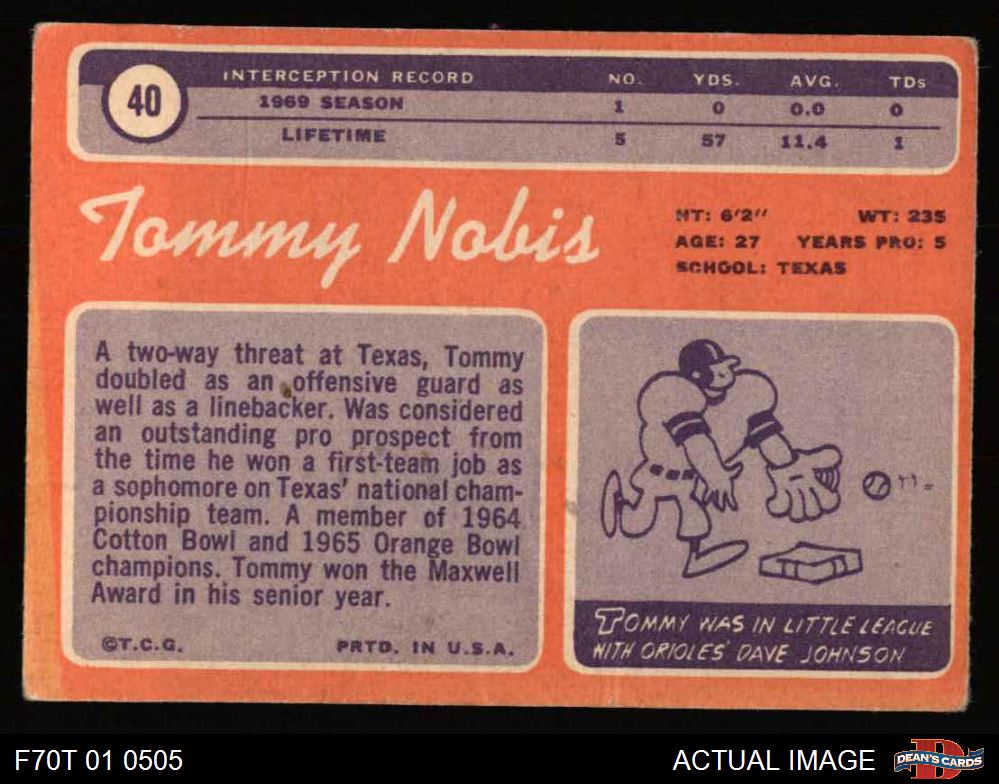 40
INTERCEPTION RECORD NO. YDS. AVG. TDs
1969 SEASON 1 0 0.0 0
LIFETIME 5 57 11.4 1
Tommy Nobis
HT: 6'2" WT: 235
AGE: 27 YEARS PRO: 5
SCHOOL: TEXAS
A two-way threat at Texas, Tommy
doubled as an offensive guard as
well as a linebacker. Was considered
an outstanding pro prospect from
the time he won a first-team job as
a sophomore on Texas' national cham-
pionship team. A member of 1964
Cotton Bowl and 1965 Orange Bowl
champions. Tommy won the Maxwell
Award in his senior year.
©T.C.G. PRTD. IN U.S.A.
TOMMY WAS IN LITTLE LEAGUE
WITH ORIOLES' DAVE JOHNSON
F70T 01 0505 ACTUAL IMAGE D DEAN'S CARDS